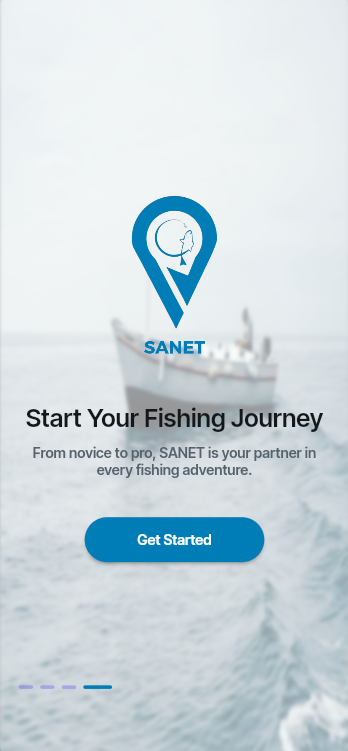 SANET
Start Your Fishing Journey
From novice to pro, SANET is your partner in
every fishing adventure.
Get Started